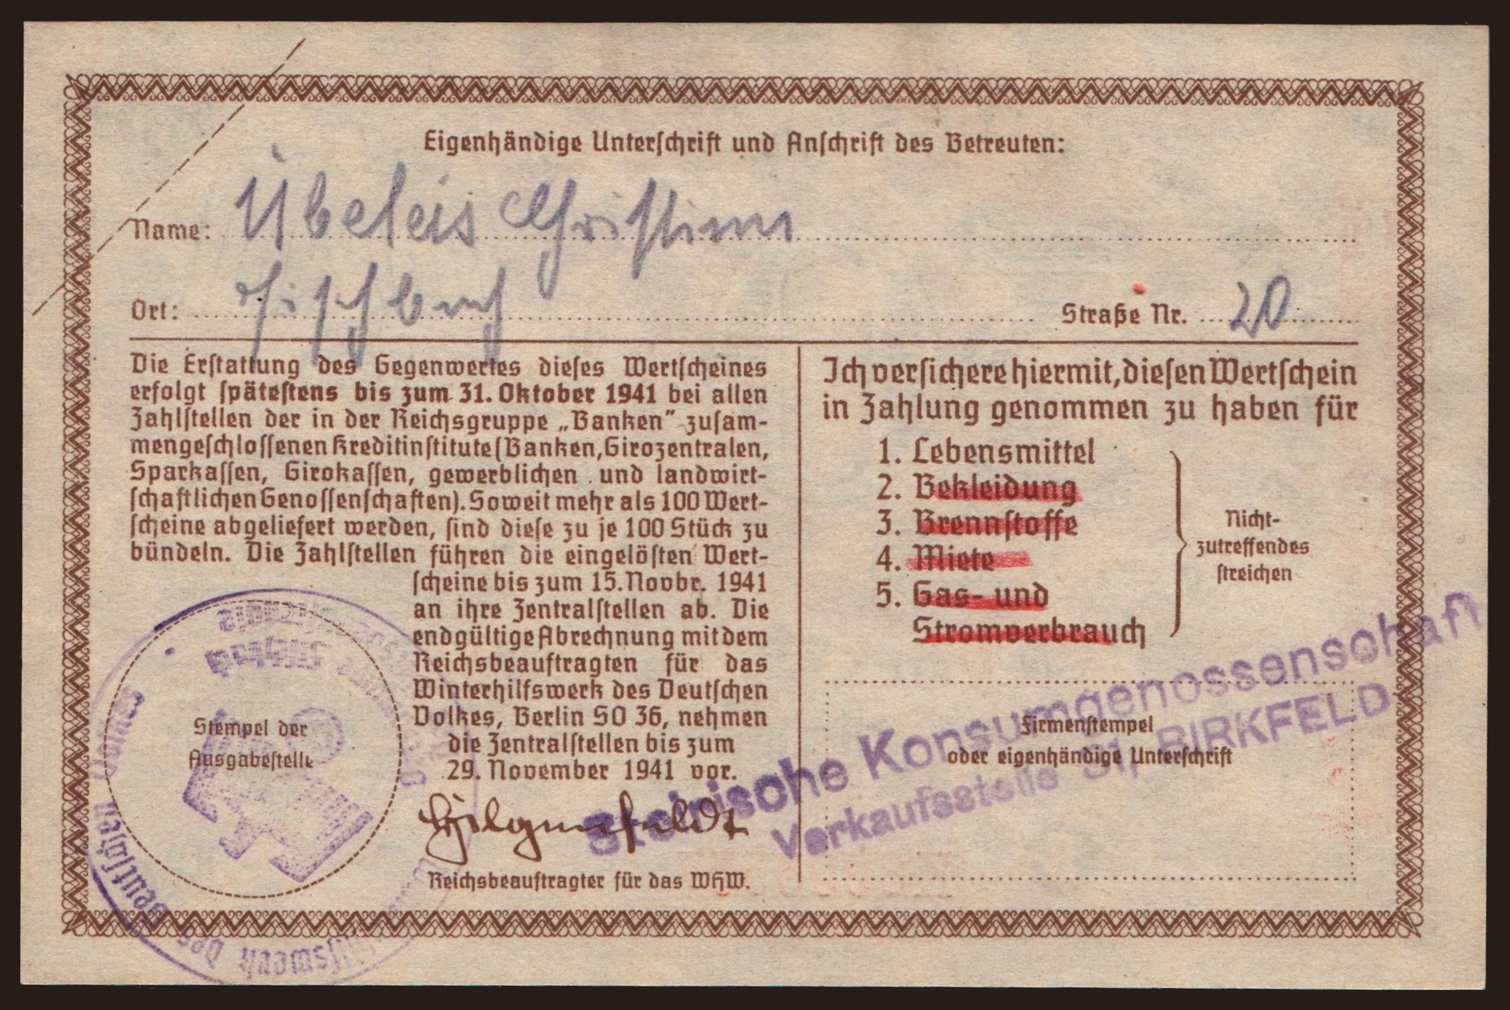 Eigenhändige Unterschrift und Anschrift des Betreuten:
Name: Übeleis
Ort: Fischbach
Straße Nr. 20
Die Erstattung des Gegenwertes dieses Wertscheines
erfolgt spätestens bis zum 31. Oktober 1941 bei allen
Zahlstellen der in der Reichsgruppe „Banken" zusam-
mengeschlossenen Kreditinstitute (Banken, Girozentralen,
Sparkassen, Girokassen, gewerblichen und landwirt-
schaftlichen Genossenschaften). Soweit mehr als 100 Wert-
scheine abgeliefert werden, sind diese zu je 100 Stück zu
bündeln. Die Zahlstellen führen die eingelösten Wert-
scheine bis zum 15. Novbr. 1941
an ihre Zentralstellen ab. Die
endgültige Abrechnung mit dem
Reichsbeauftragten für das
Winterhilfswerk des Deutschen
Volkes, Berlin SO 36, nehmen
die Zentralstellen bis zum
29. November 1941 vor.
Hilgenfeldt
Reichsbeauftragter für das WHW.
Stempel der
Ausgabestelle
Ich versichere hiermit, diesen Wertschein
in Zahlung genommen zu haben für
1. Lebensmittel
2. Bekleidung
3. Brennstoffe
4. Miete
5. Gas- und
Stromverbrauch
Nicht-
zutreffendes
streichen
Firmenstempel
oder eigenhändige Unterschrift
Steirische Konsumgenossenschaft
Verkaufsstelle BIRKFELD
des Deutschen Volkes